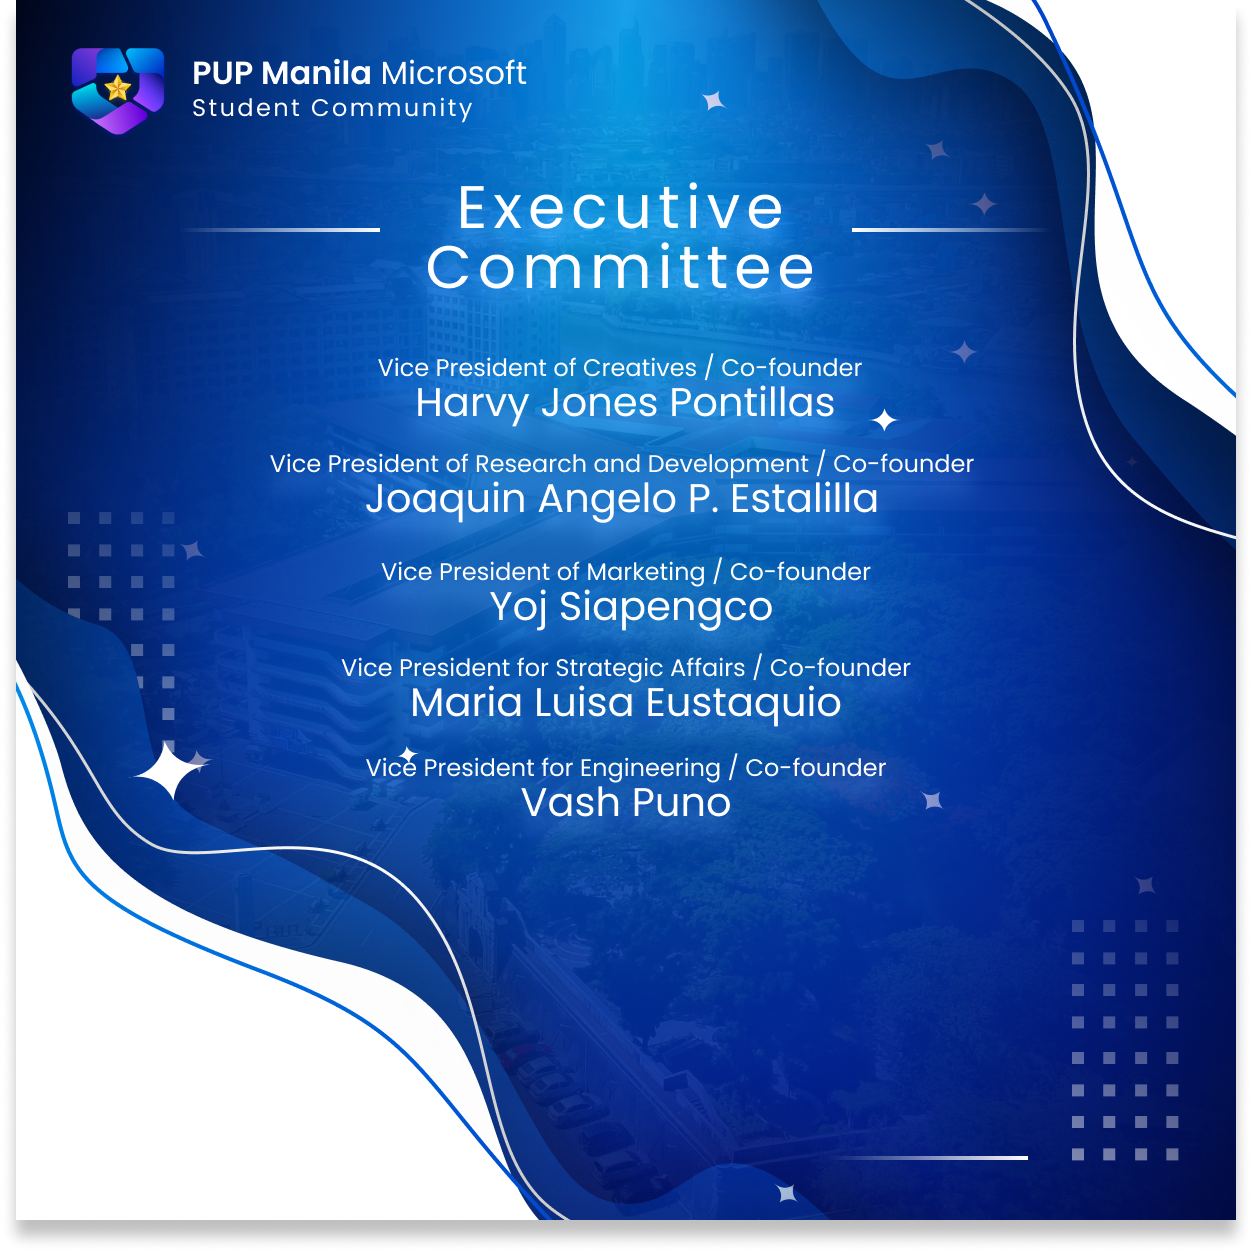 PUP Manila Microsoft
Student Community
Executive
Committee
Vice President of Creatives / Co-founder
Harvy Jones Pontillas
Vice President of Research and Development / Co-founder
Joaquin Angelo P. Estalilla
Vice President of Marketing / Co-founder
Yoj Siapengco
Vice President for Strategic Affairs / Co-founder
Maria Luisa Eustaquio
Vice President for Engineering / Co-founder
Vash Puno